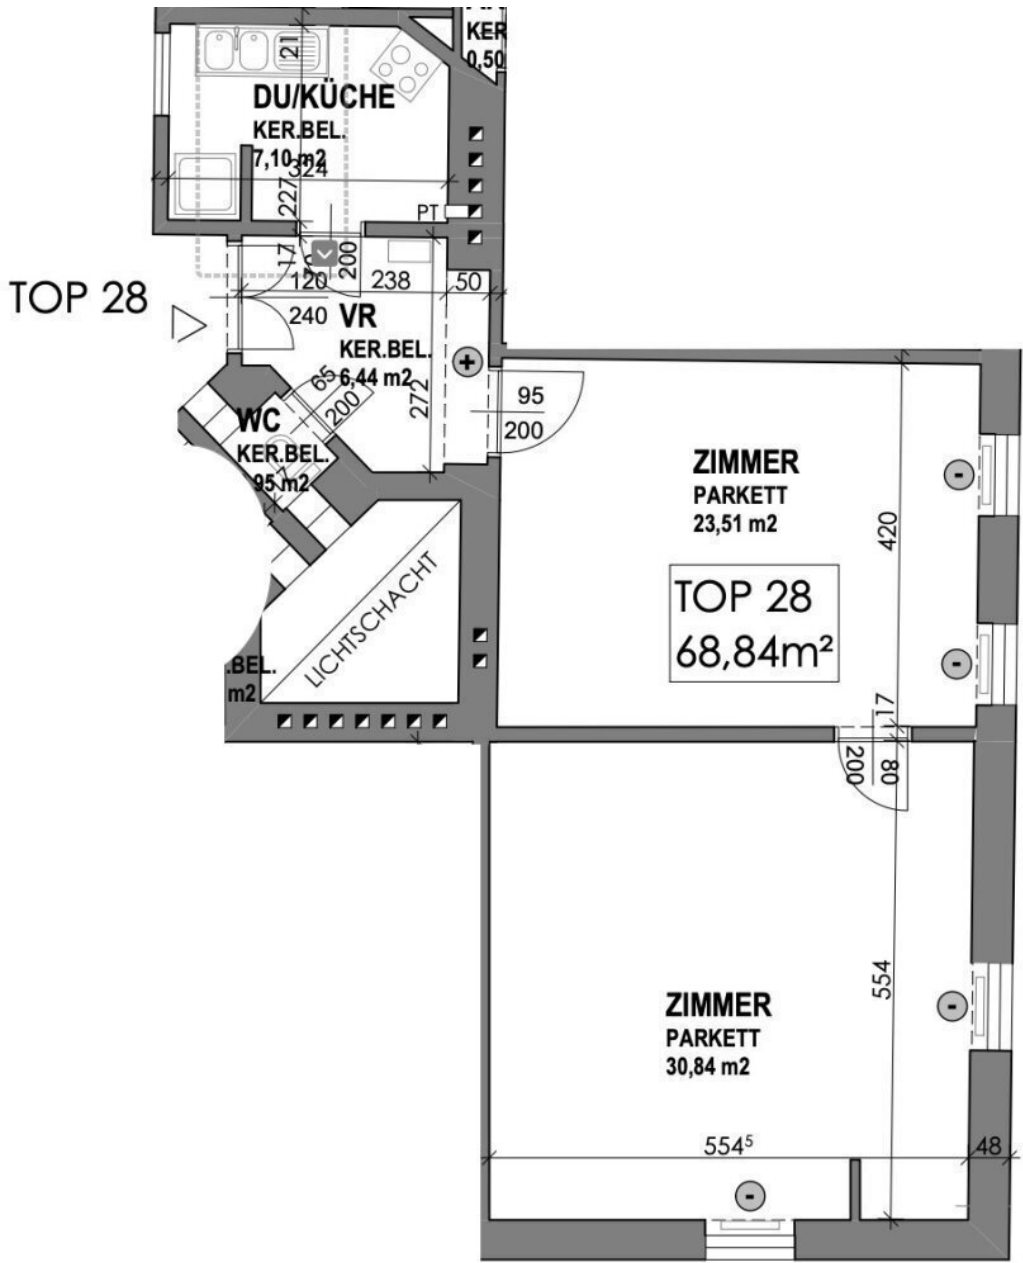 KER
0,50
21
DU/KÜCHE
KER.BEL.
7,10 m2
324
227
PT
17
200
120
238
50
TOP 28
240
VR
KER.BEL.
6,44 m2
65
200
272
95
200
WC
KER.BEL.
95 m2
ZIMMER
PARKETT
23,51 m2
420
TOP 28
68,84m²
LICHTSCHACHT
.BEL.
m2
17
200
80
554
ZIMMER
PARKETT
30,84 m2
554⁵
48